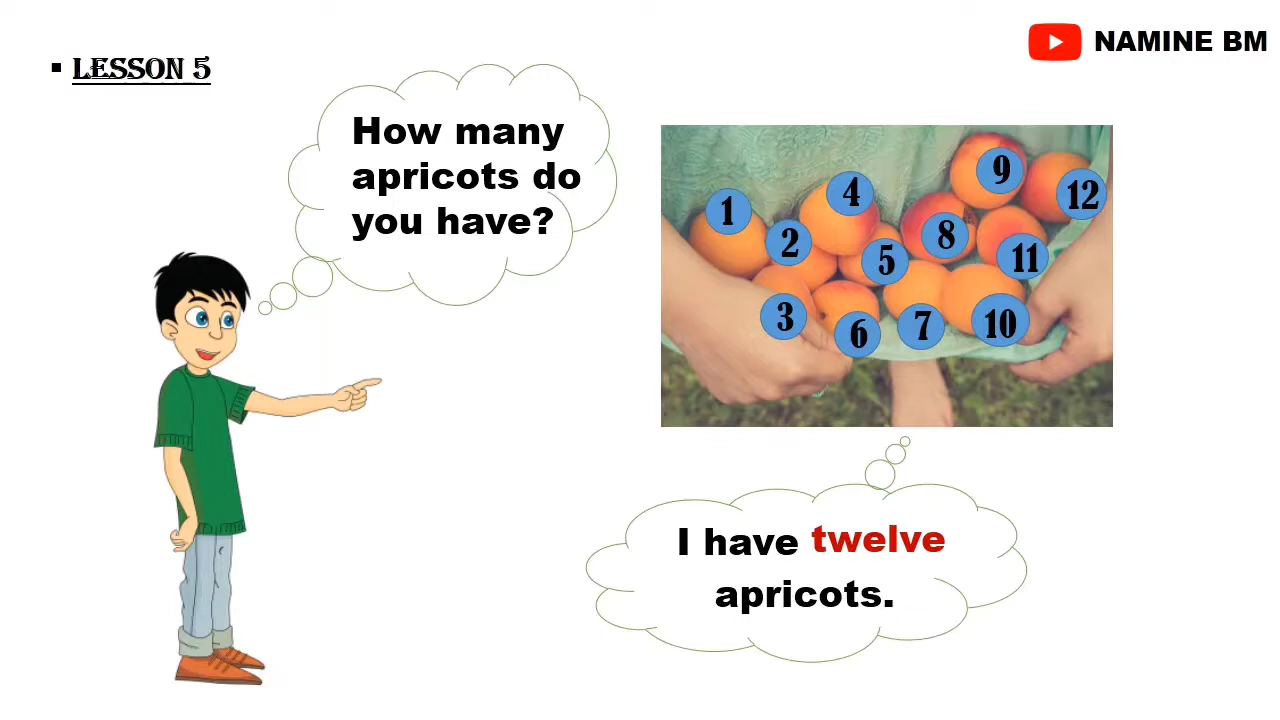 NAMINE BM
▪ LESSON 5
How many
apricots do
you have?
1
2
3
4
5
6
7
8
9
10
11
12
I have twelve
apricots.